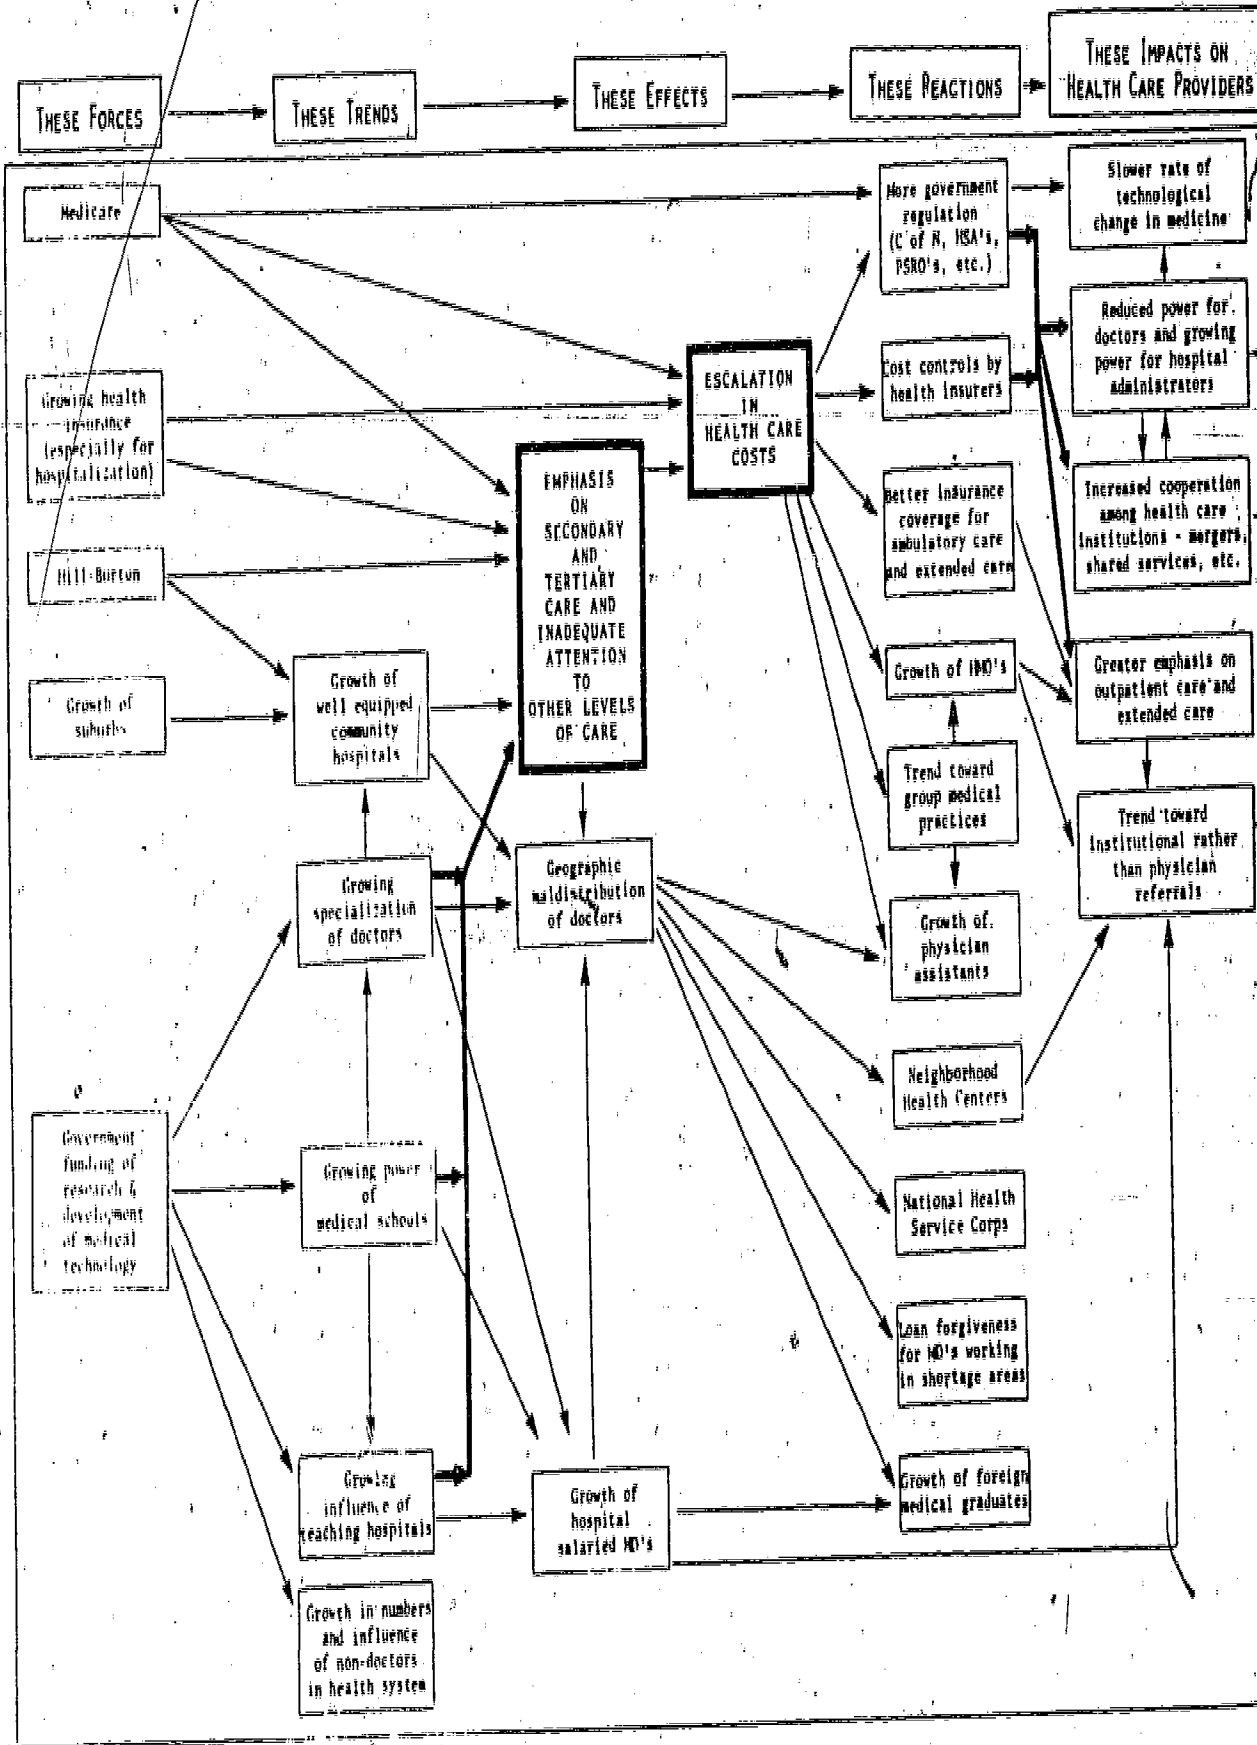 THESE FORCES
THESE TRENDS
THESE EFFECTS
THESE REACTIONS
THESE IMPACTS ON
HEALTH CARE PROVIDERS
Medicare
Growing health
insurance
(especially for
hospitalization)
Hill-Burton
Growth of
suburbs
Government
funding of
research &
development
of medical
technology
Growth of
well equipped
community
hospitals
Growing
specialization
of doctors
Growing power
of
medical schools
Growing
influence of
teaching hospitals
Growth in numbers
and influence
of non-doctors
in health system
EMPHASIS
ON
SECONDARY
AND
TERTIARY
CARE AND
INADEQUATE
ATTENTION
TO
OTHER LEVELS
OF CARE
Geographic
maldistribution
of doctors
Growth of
hospital
salaried MD's
ESCALATION
IN
HEALTH CARE
COSTS
More government
regulation
(C of N, HSA's,
PSRO's, etc.)
Cost controls by
health insurers
Better insurance
coverage for
ambulatory care
and extended care
Growth of HMO's
Trend toward
group medical
practices
Growth of
physician
assistants
Neighborhood
Health Centers
National Health
Service Corps
Loan forgiveness
for MD's working
in shortage areas
Growth of foreign
medical graduates
Slower rate of
technological
change in medicine
Reduced power for
doctors and growing
power for hospital
administrators
Increased cooperation
among health care
institutions - mergers,
shared services, etc.
Greater emphasis on
outpatient care and
extended care
Trend toward
institutional rather
than physician
referrals